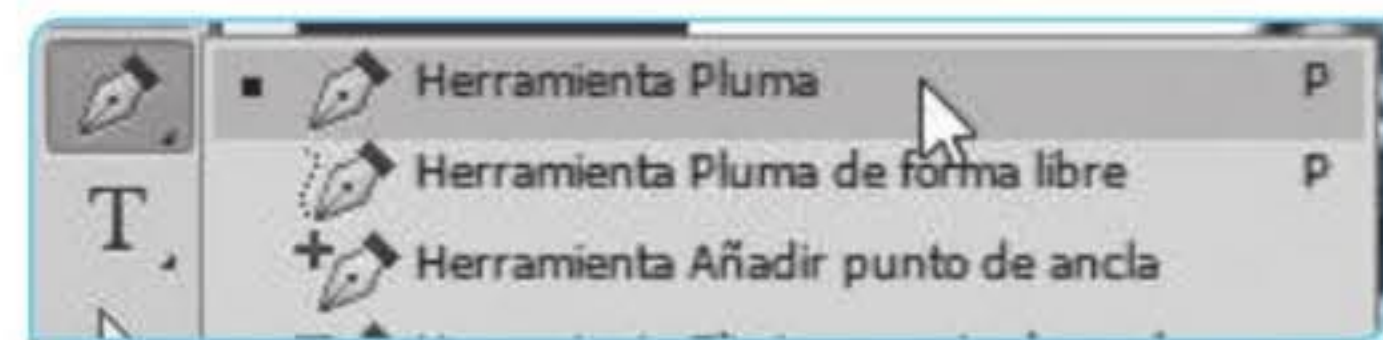 Herramienta Pluma P
Herramienta Pluma de forma libre P
T
Herramienta Añadir punto de ancla